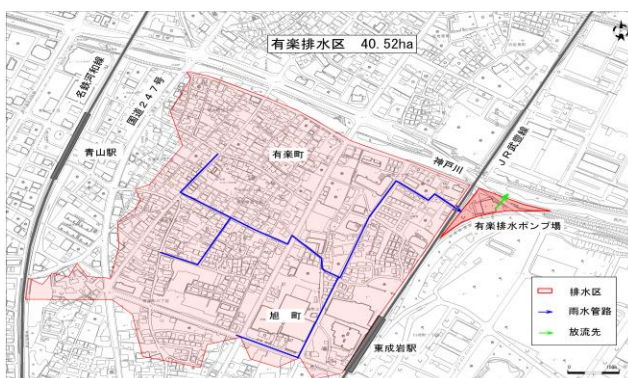 有楽排水区 40.52ha
名鉄河和線
国道247号
青山駅
有楽町
神戸川
JR武豊線
有楽排水ポンプ場
旭町
東成岩駅
排水区
雨水管路
放流先